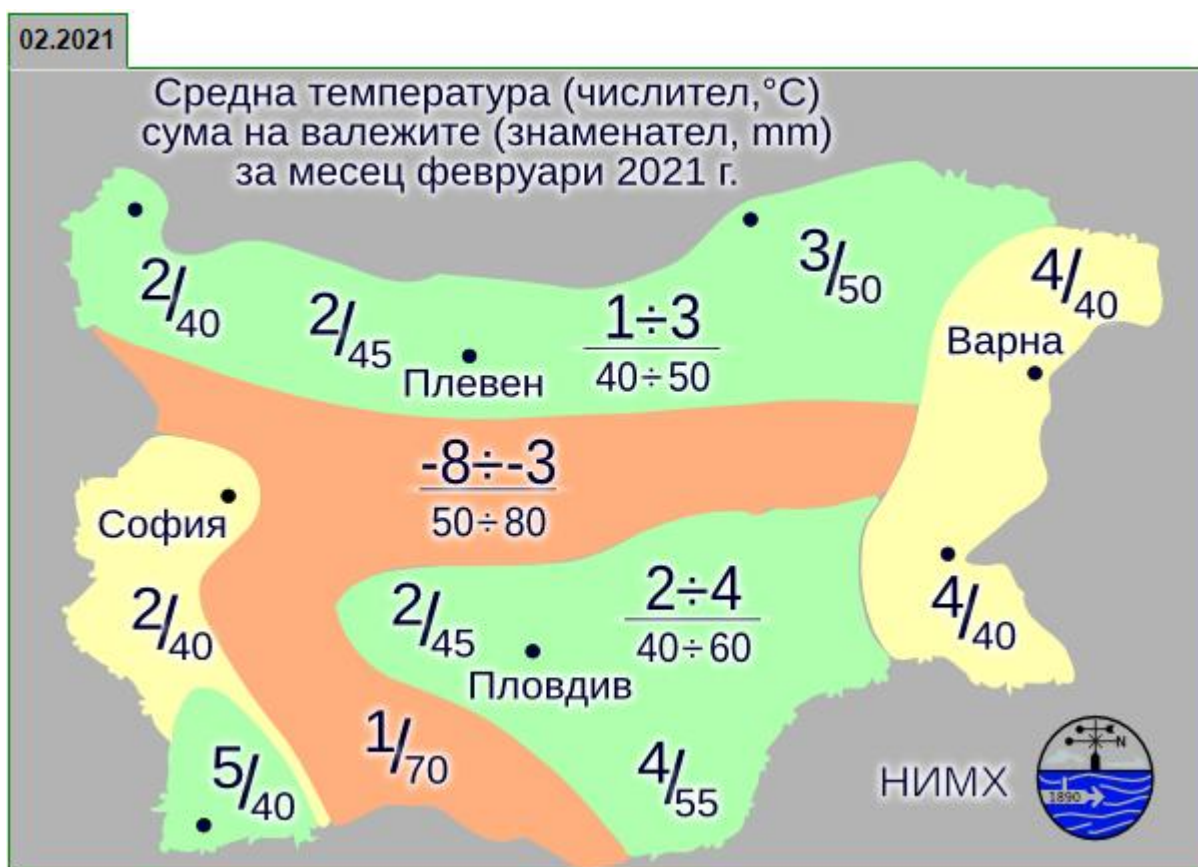 02.2021
Средна температура (числител,°C)
сума на валежите (знаменател, mm)
за месец февруари 2021 г.
2/40
2/45
Плевен
1÷3
40÷50
3/50
4/40
Варна
-8÷-3
50÷80
София
2/40
2/45
Пловдив
2÷4
40÷60
4/40
5/40
1/70
4/55
НИМХ
N
1890